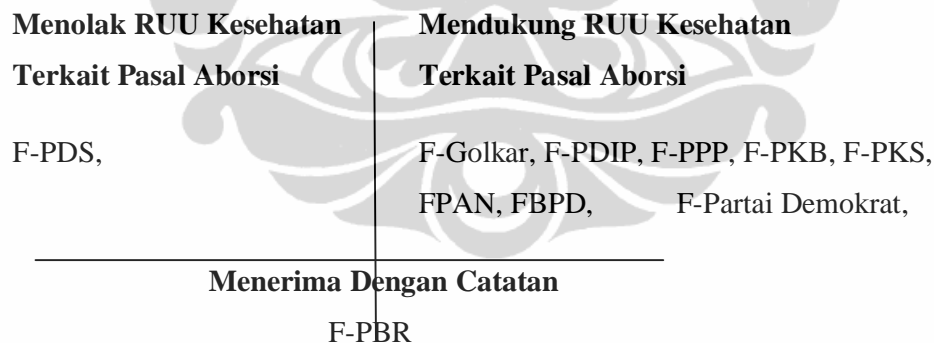 Menolak RUU Kesehatan
Terkait Pasal Aborsi
F-PDS,
Mendukung RUU Kesehatan
Terkait Pasal Aborsi
F-Golkar, F-PDIP, F-PPP, F-PKB, F-PKS,
FPAN, FBPD, F-Partai Demokrat,
Menerima Dengan Catatan
F-PBR